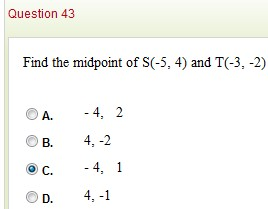 Question 43
Find the midpoint of S(-5, 4) and T(-3, -2)
A. - 4, 2
B. 4, -2
C. - 4, 1
D. 4, -1